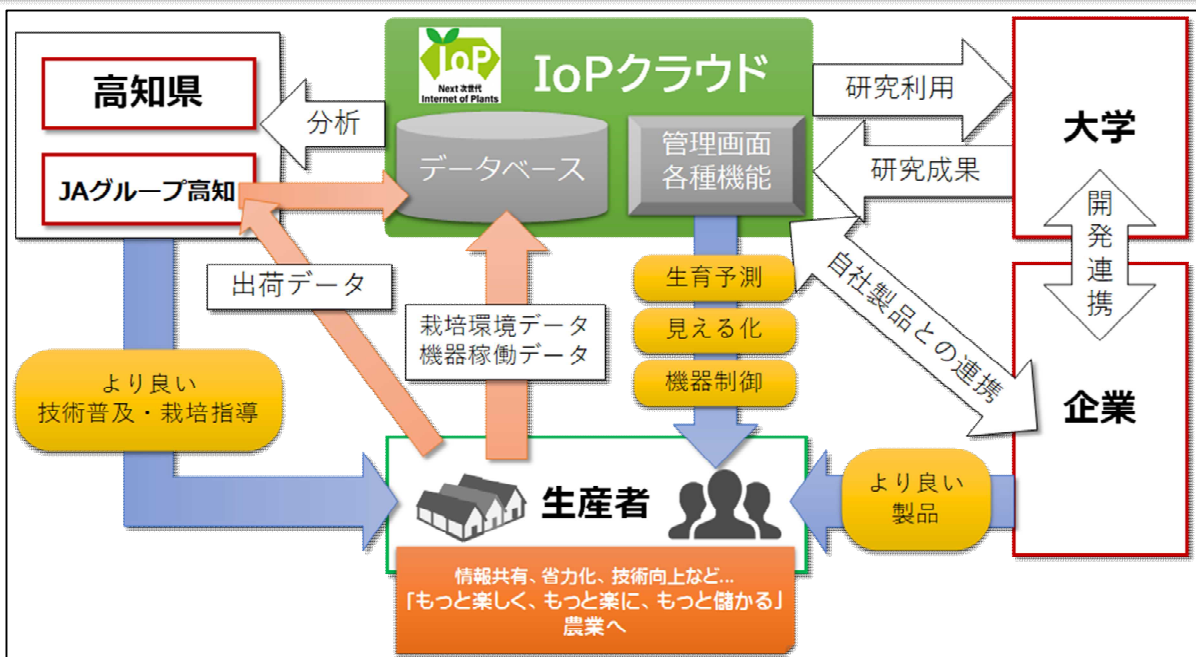 高知県
JAグループ高知
分析
IoP
Next 次世代
Internet of Plants
IoPクラウド
データベース
管理画面
各種機能
研究利用
研究成果
大学
開発連携
企業
自社製品との連携
出荷データ
栽培環境データ
機器稼働データ
生育予測
見える化
機器制御
より良い
技術普及・栽培指導
生産者
より良い
製品
情報共有、省力化、技術向上など...
「もっと楽しく、もっと楽に、もっと儲かる」
農業へ